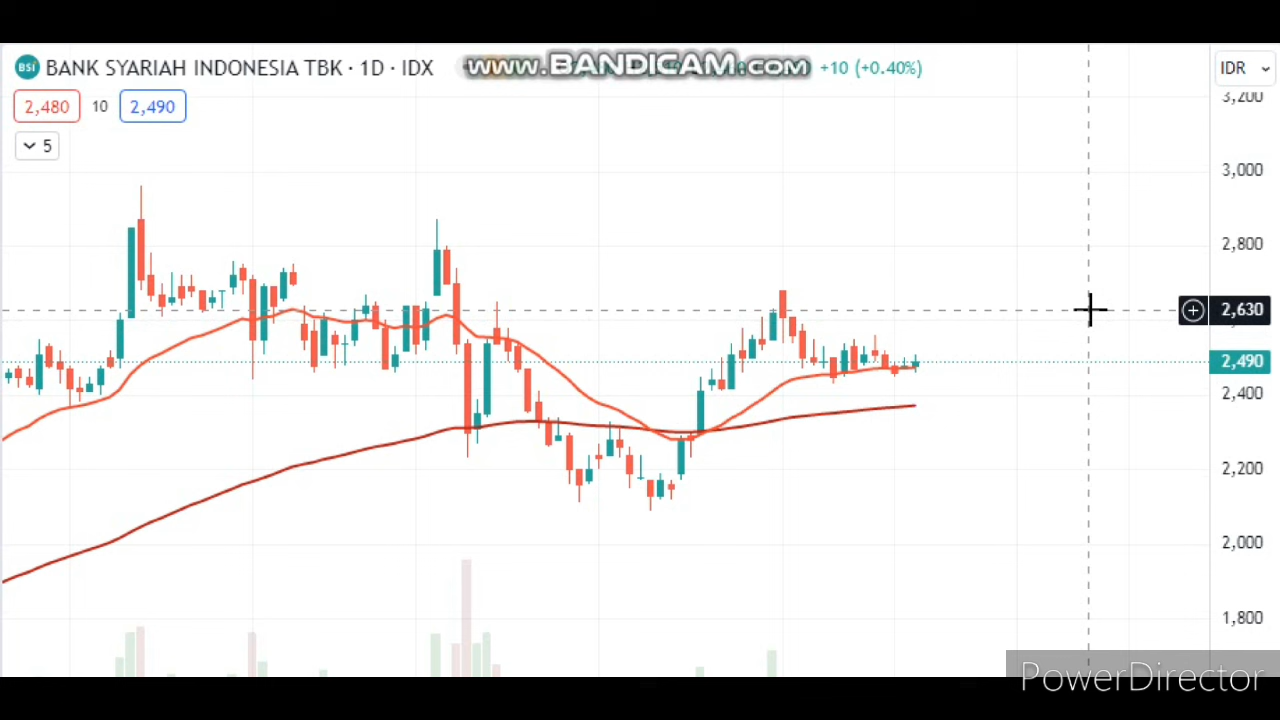 BSI BANK SYARIAH INDONESIA TBK · 1D · IDX
www.BANDICAM.com
+10 (+0.40%)
IDR
2,480 10 2,490
5
3,200
3,000
2,800
2,630
2,490
2,400
2,200
2,000
1,800
PowerDirector